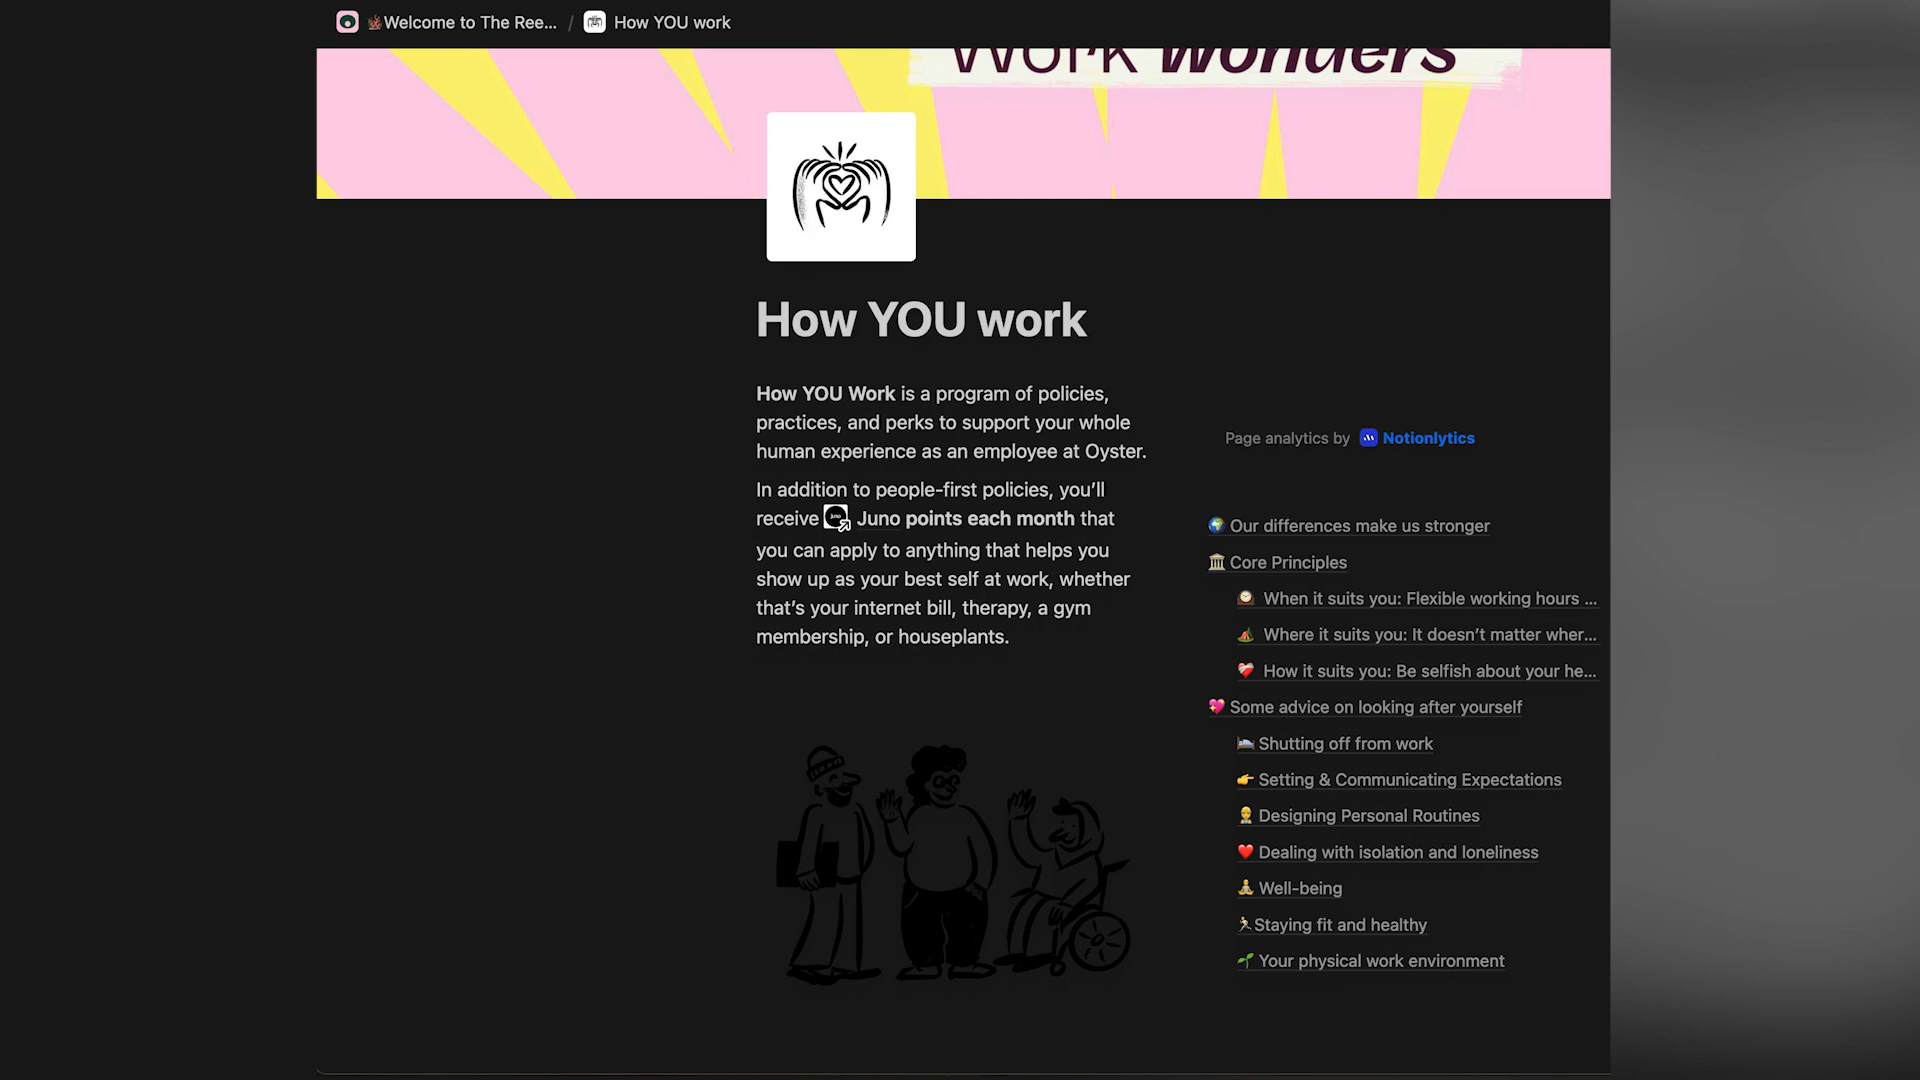 Welcome to The Ree... / How YOU work
Work Wonders
How YOU work
How YOU Work is a program of policies,
practices, and perks to support your whole
human experience as an employee at Oyster.
In addition to people-first policies, you’ll
receive Juno points each month that
you can apply to anything that helps you
show up as your best self at work, whether
that’s your internet bill, therapy, a gym
membership, or houseplants.
Page analytics by Notionlytics
Our differences make us stronger
Core Principles
When it suits you: Flexible working hours ...
Where it suits you: It doesn’t matter wher...
How it suits you: Be selfish about your he...
Some advice on looking after yourself
Shutting off from work
Setting & Communicating Expectations
Designing Personal Routines
Dealing with isolation and loneliness
Well-being
Staying fit and healthy
Your physical work environment